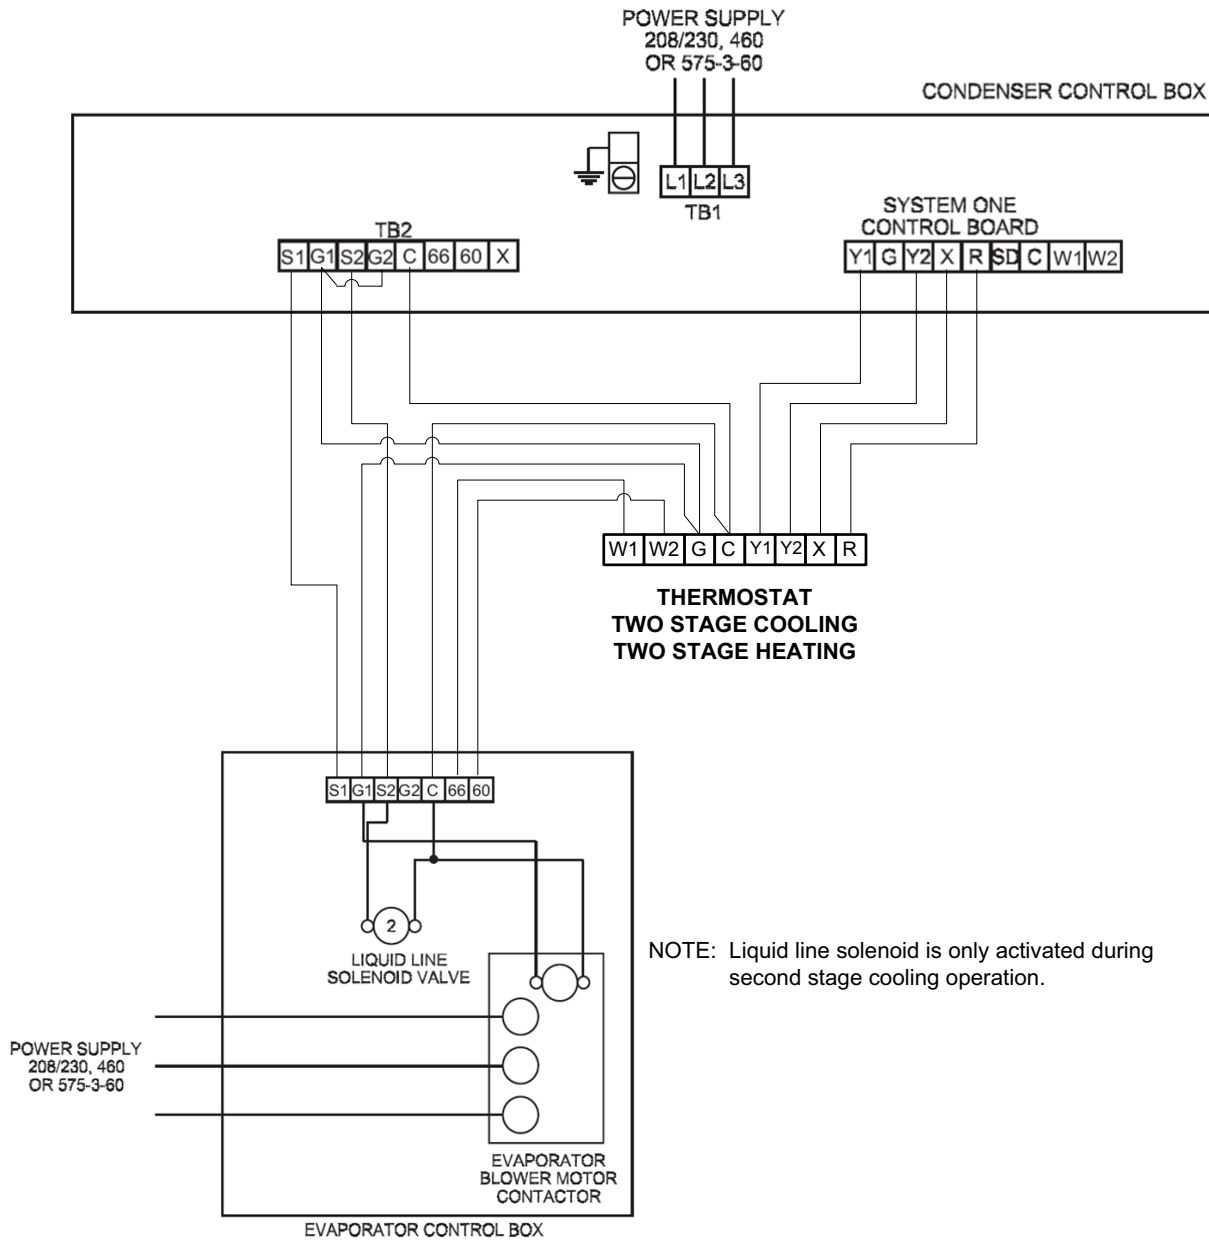 POWER SUPPLY
208/230, 460
OR 575-3-60
CONDENSER CONTROL BOX
L1 L2 L3
TB1
SYSTEM ONE
CONTROL BOARD
TB2
S1 G1 S2 G2 C 66 60 X
Y1 G Y2 X R SD C W1 W2
W1 W2 G C Y1 Y2 X R
THERMOSTAT
TWO STAGE COOLING
TWO STAGE HEATING
S1 G1 S2 G2 C 66 60
2
LIQUID LINE
SOLENOID VALVE
NOTE: Liquid line solenoid is only activated during
second stage cooling operation.
POWER SUPPLY
208/230, 460
OR 575-3-60
EVAPORATOR
BLOWER MOTOR
CONTACTOR
EVAPORATOR CONTROL BOX